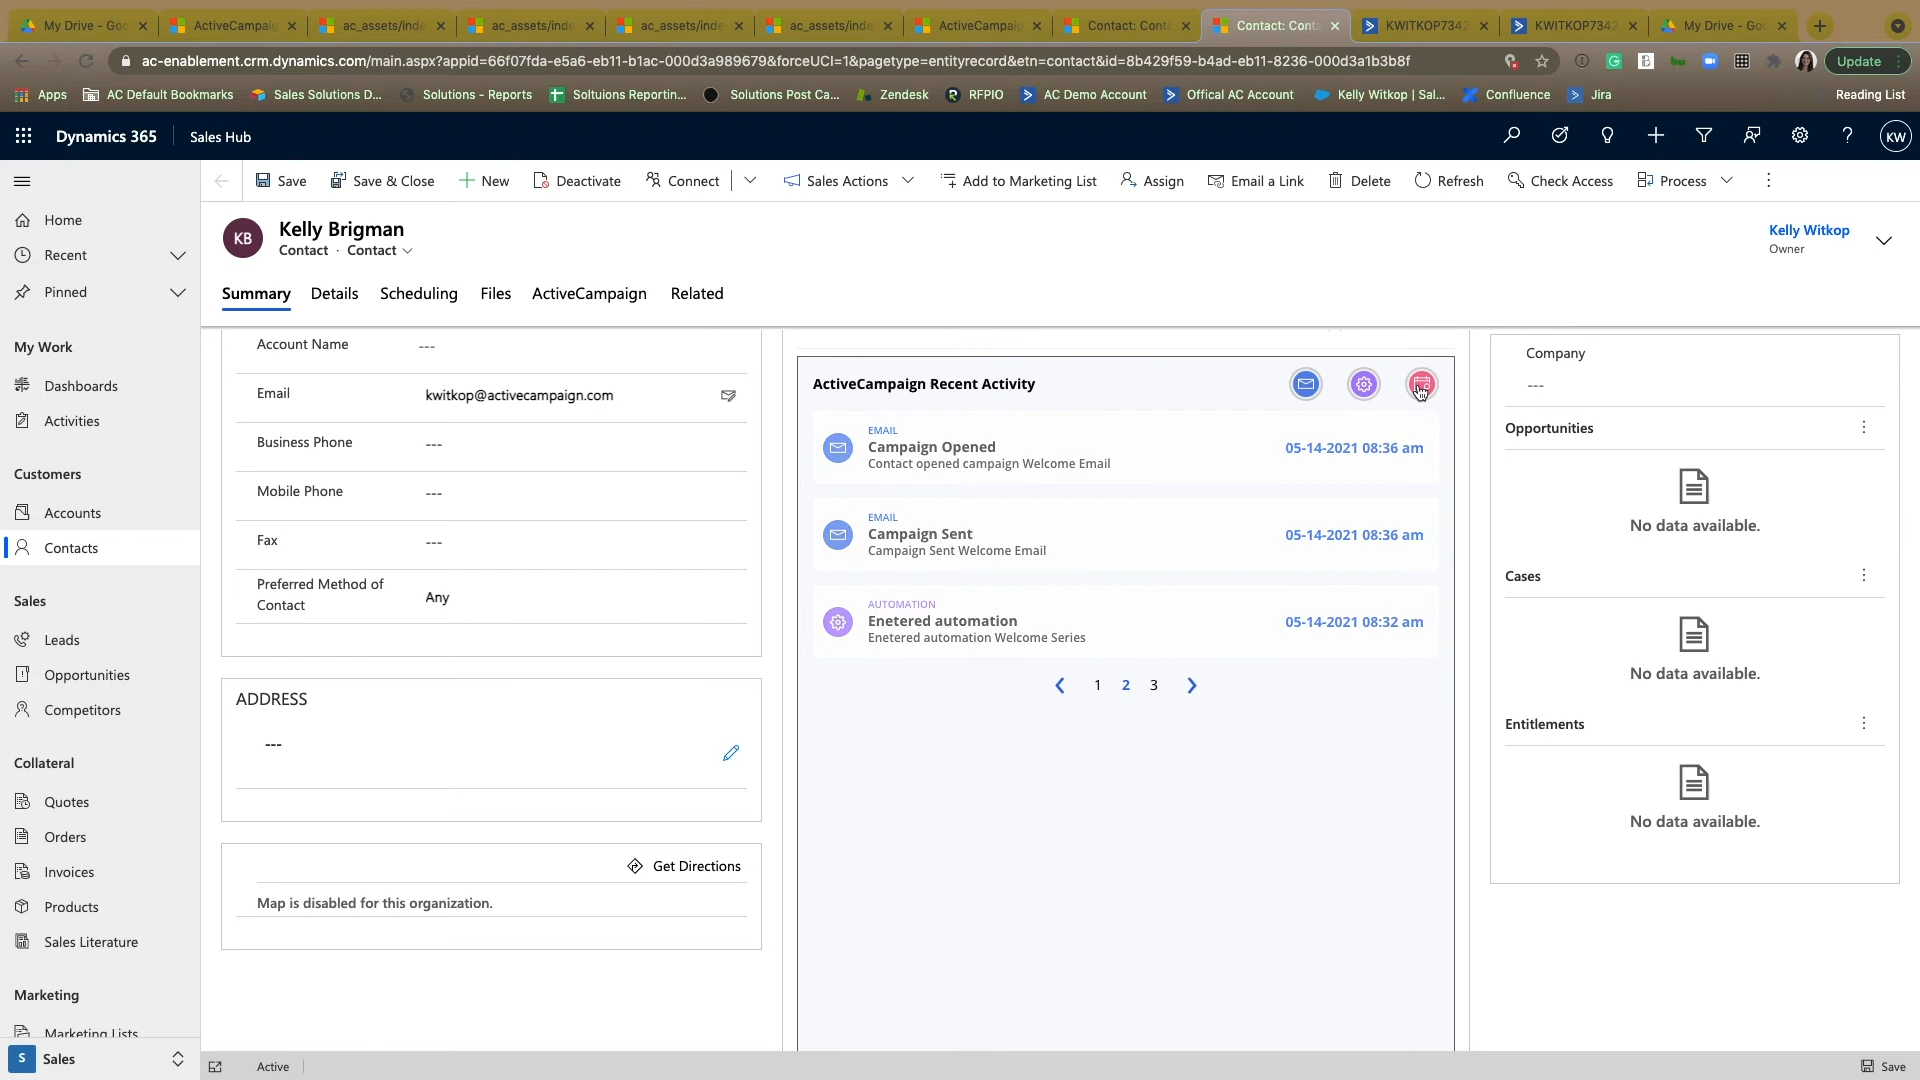 My Drive - Goo
ActiveCampaig
ac_assets/inde
ac_assets/inde
ac_assets/inde
ac_assets/inde
ActiveCampaig
Contact: Conta
Contact: Conta
KWITKOP7342
KWITKOP7342
My Drive - Goo
ac-enablement.crm.dynamics.com/main.aspx?appid=66f07fda-e5a6-eb11-b1ac-000d3a989679&forceUCI=1&pagetype=entityrecord&etn=contact&id=8b429f59-b4ad-eb11-8236-000d3a1b3b8f
Update
Apps
AC Default Bookmarks
Sales Solutions D...
Solutions - Reports
Soltuions Reportin...
Solutions Post Ca...
Zendesk
RFPIO
AC Demo Account
Offical AC Account
Kelly Witkop | Sal...
Confluence
Jira
Reading List
Dynamics 365
Sales Hub
KW
Save
Save & Close
New
Deactivate
Connect
Sales Actions
Add to Marketing List
Assign
Email a Link
Delete
Refresh
Check Access
Process
Home
Recent
Pinned
My Work
Dashboards
Activities
Customers
Accounts
Contacts
Sales
Leads
Opportunities
Competitors
Collateral
Quotes
Orders
Invoices
Products
Sales Literature
Marketing
Marketing Lists
S Sales
KB
Kelly Brigman
Contact · Contact
Kelly Witkop
Owner
Summary
Details
Scheduling
Files
ActiveCampaign
Related
Account Name ---
Email kwitkop@activecampaign.com
Business Phone ---
Mobile Phone ---
Fax ---
Preferred Method of
Contact
Any
ADDRESS
---
Get Directions
Map is disabled for this organization.
ActiveCampaign Recent Activity
EMAIL
Campaign Opened
Contact opened campaign Welcome Email
05-14-2021 08:36 am
EMAIL
Campaign Sent
Campaign Sent Welcome Email
05-14-2021 08:36 am
AUTOMATION
Enetered automation
Enetered automation Welcome Series
05-14-2021 08:32 am
1 2 3
Company
---
Opportunities
No data available.
Cases
No data available.
Entitlements
No data available.
Active
Save